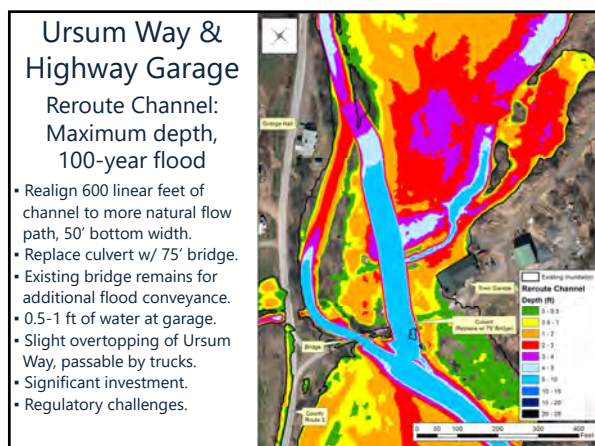 Ursum Way &
Highway Garage
Reroute Channel:
Maximum depth,
100-year flood
▪ Realign 600 linear feet of
channel to more natural flow
path, 50' bottom width.
▪ Replace culvert w/ 75' bridge.
▪ Existing bridge remains for
additional flood conveyance.
▪ 0.5-1 ft of water at garage.
▪ Slight overtopping of Ursum
Way, passable by trucks.
▪ Significant investment.
▪ Regulatory challenges.
Grange Hall
Town Garage
Culvert
(Replace w/ 75' Bridge)
Bridge
County
Route 2
Existing Inundation
Reroute Channel
Depth (ft)
0 - 0.5
0.5 - 1
1 - 2
2 - 3
3 - 4
4 - 5
5 - 10
10 - 15
15 - 20
20 - 25
0 50 100 200 300 400
Feet